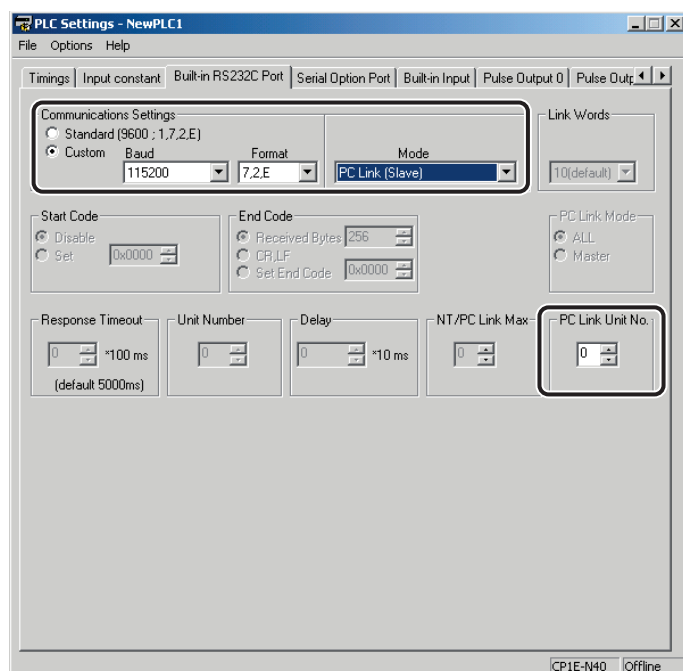 PLC Settings - NewPLC1
File Options Help
Timings Input constant Built-in RS232C Port Serial Option Port Built-in Input Pulse Output 0 Pulse Outp
Communications Settings
Link Words
Standard (9600 ; 1,7,2,E)
Custom Baud Format Mode
115200 7,2,E PC Link (Slave) 10(default)
Start Code End Code PC Link Mode
Disable Received Bytes 256 ALL
Set 0x0000 CR,LF Master
Set End Code 0x0000
Response Timeout Unit Number Delay NT/PC Link Max PC Link Unit No.
0 *100 ms 0 0 *10 ms 0 0
(default 5000ms)
CP1E-N40 Offline